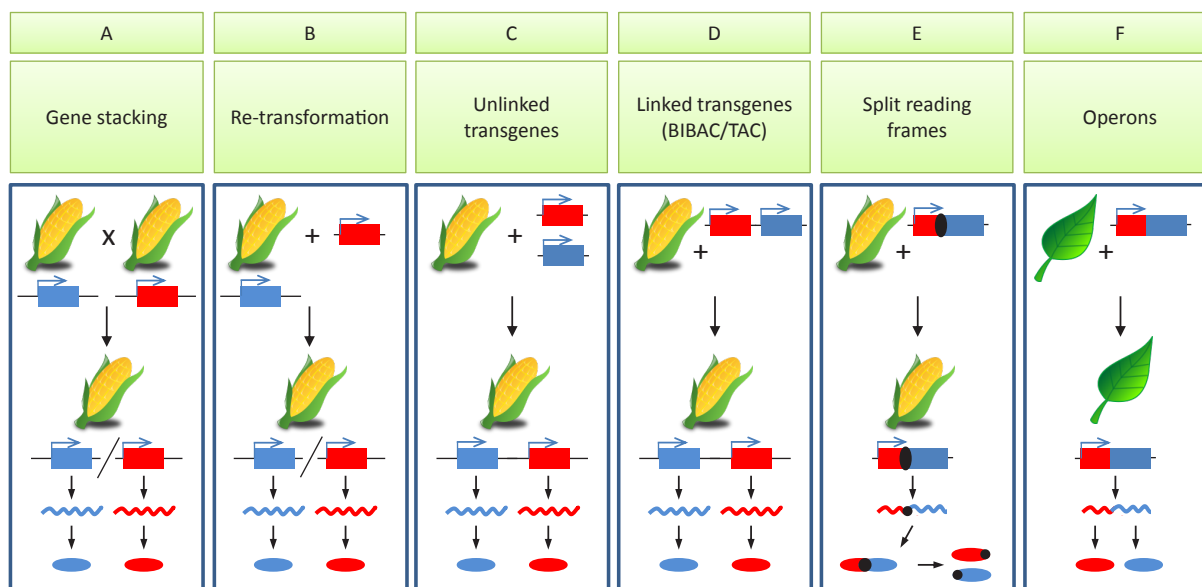 A
B
C
D
E
F
Gene stacking
Re-transformation
Unlinked
transgenes
Linked transgenes
(BIBAC/TAC)
Split reading
frames
Operons
x
+
+
+
+
+